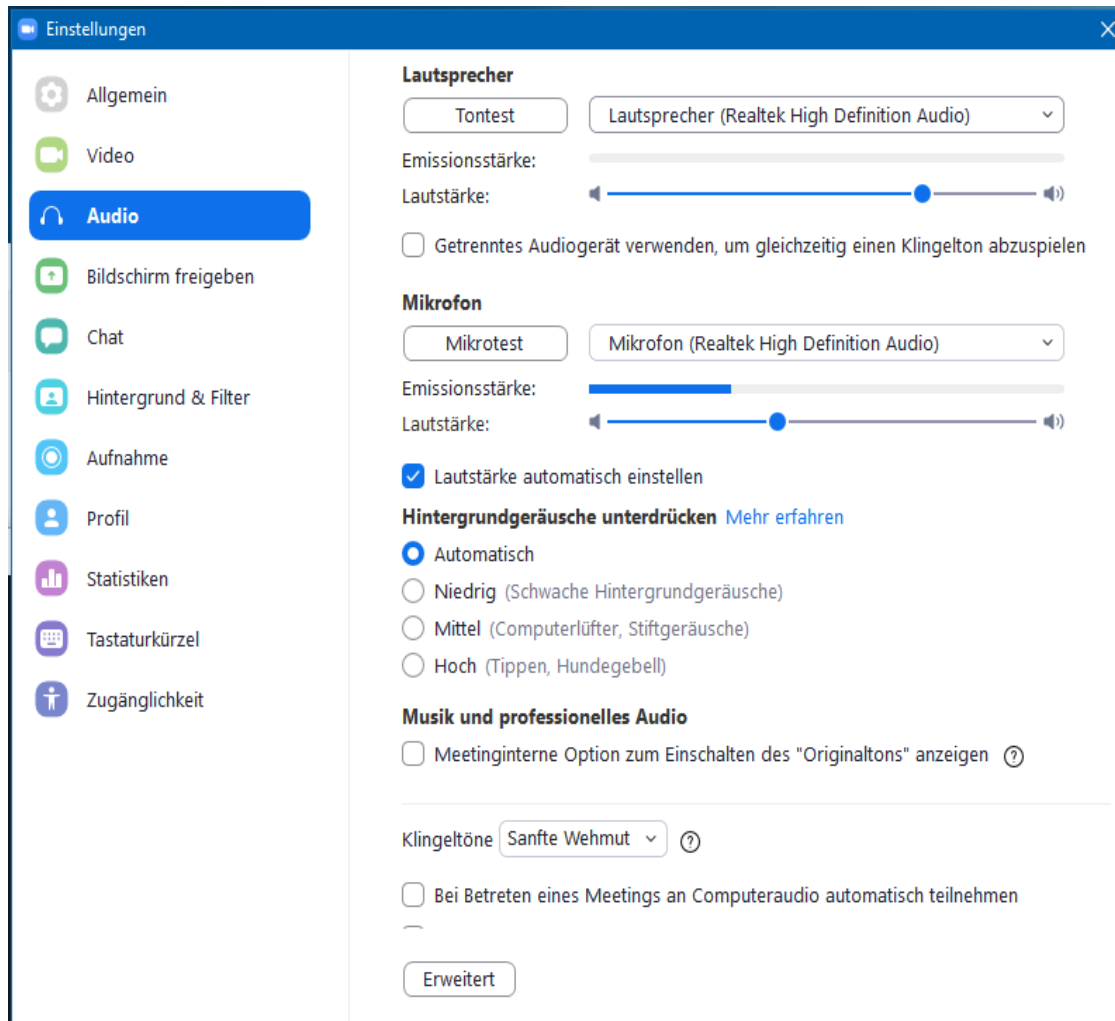 Einstellungen
Allgemein
Video
Audio
Bildschirm freigeben
Chat
Hintergrund & Filter
Aufnahme
Profil
Statistiken
Tastaturkürzel
Zugänglichkeit
Lautsprecher
Tontest Lautsprecher (Realtek High Definition Audio)
Emissionsstärke:
Lautstärke:
Getrenntes Audiogerät verwenden, um gleichzeitig einen Klingelton abzuspielen
Mikrofon
Mikrotest Mikrofon (Realtek High Definition Audio)
Emissionsstärke:
Lautstärke:
Lautstärke automatisch einstellen
Hintergrundgeräusche unterdrücken Mehr erfahren
Automatisch
Niedrig (Schwache Hintergrundgeräusche)
Mittel (Computerlüfter, Stiftgeräusche)
Hoch (Tippen, Hundegebell)
Musik und professionelles Audio
Meetinginterne Option zum Einschalten des "Originaltons" anzeigen ?
Klingeltöne Sanfte Wehmut ?
Bei Betreten eines Meetings an Computeraudio automatisch teilnehmen
Erweitert